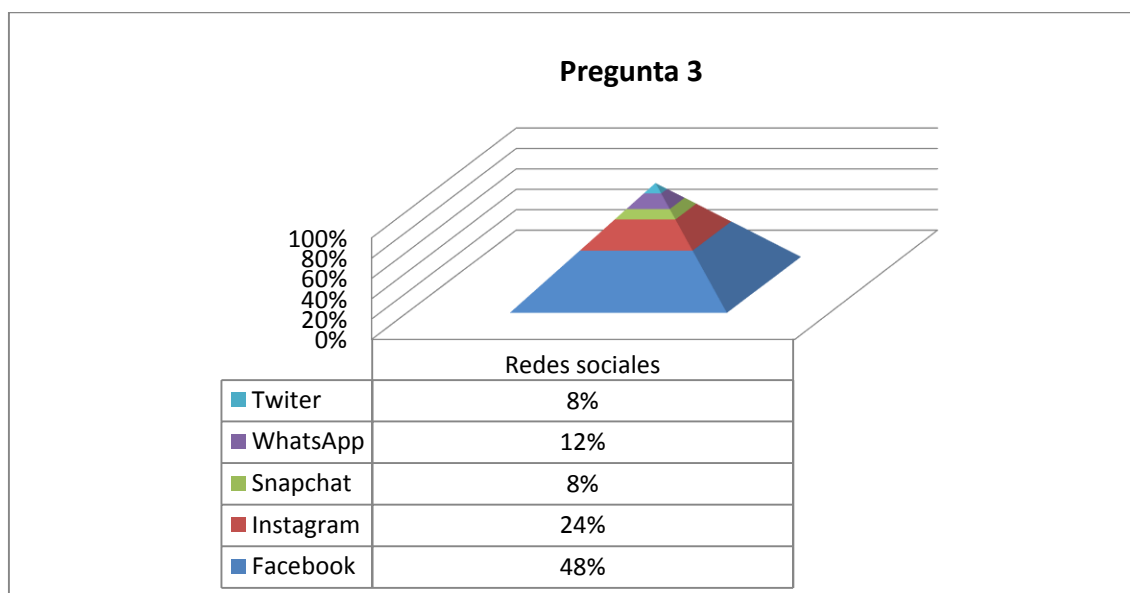 Pregunta 3
100%
80%
60%
40%
20%
0%
Redes sociales
Twiter 8%
WhatsApp 12%
Snapchat 8%
Instagram 24%
Facebook 48%